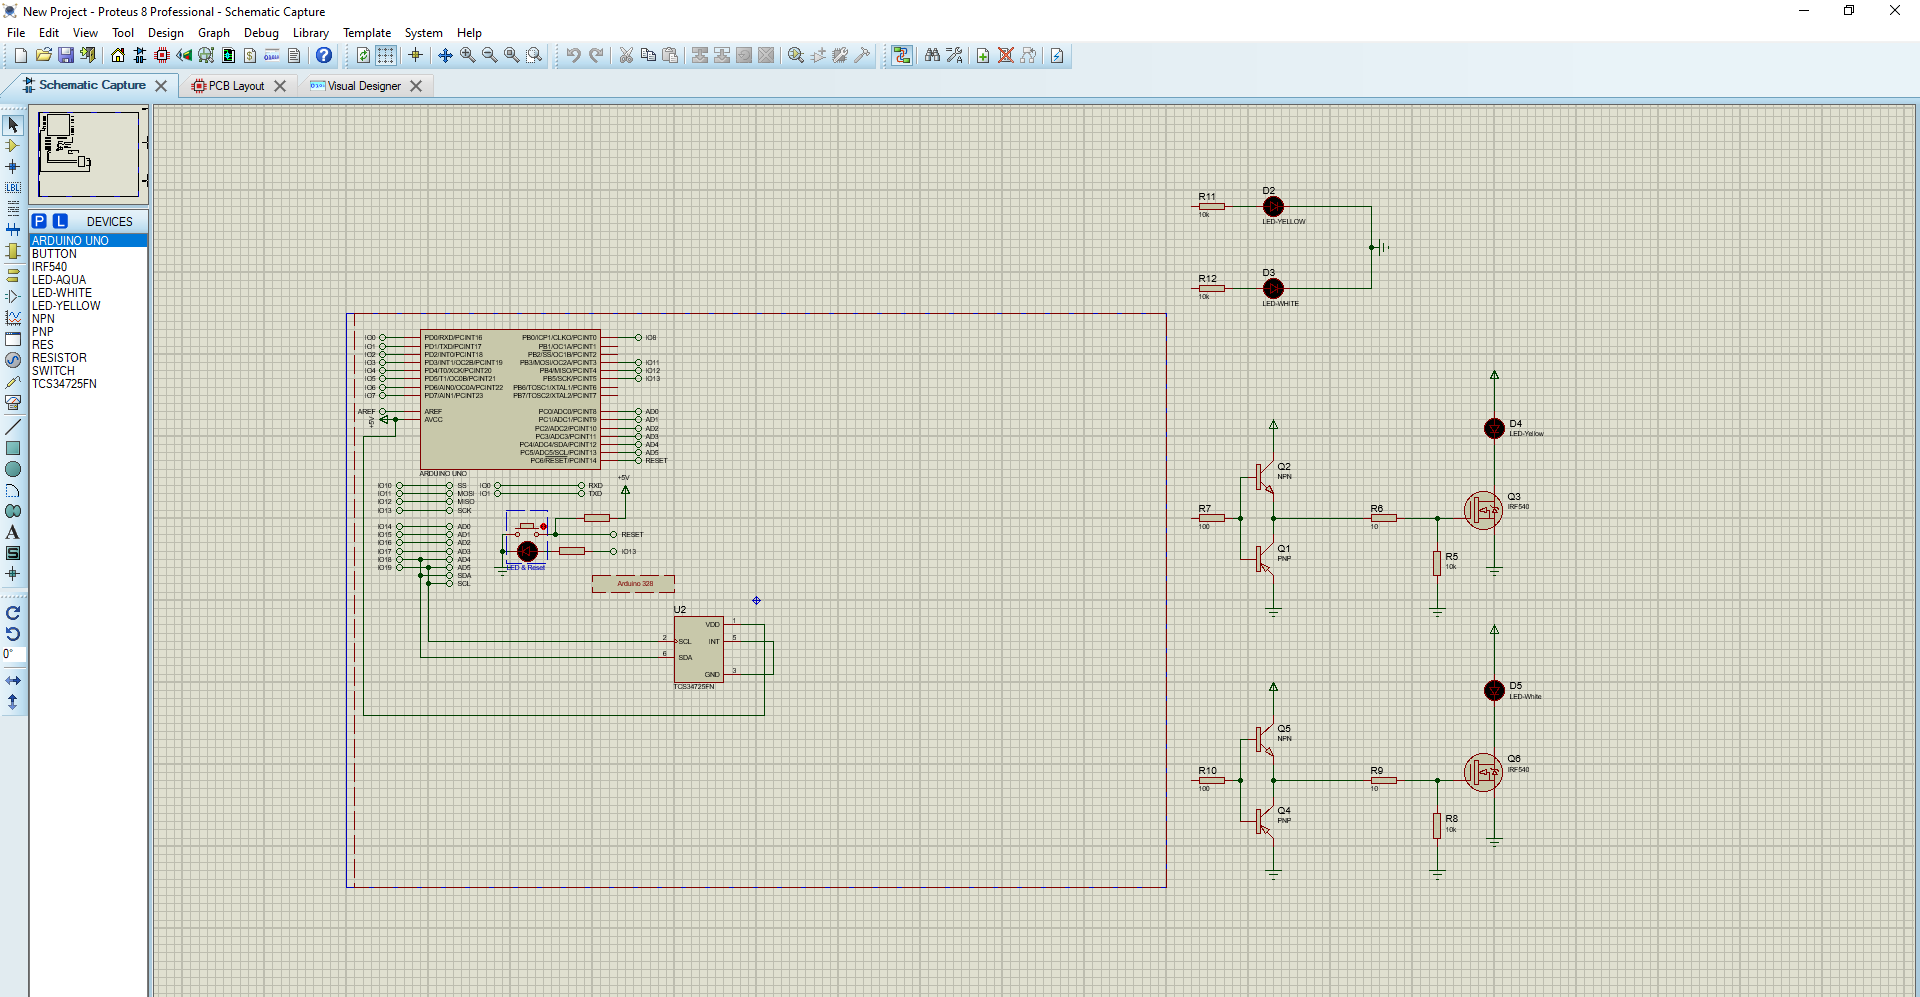 New Project - Proteus 8 Professional - Schematic Capture
File Edit View Tool Design Graph Debug Library Template System Help
Schematic Capture PCB Layout Visual Designer
P L DEVICES
ARDUINO UNO
BUTTON
IRF540
LED-AQUA
LED-WHITE
LED-YELLOW
NPN
PNP
RES
RESISTOR
SWITCH
TCS34725FN
LBL
A
S
0°
R11
10k
D2
LED-YELLOW
R12
10k
D3
LED-WHITE
IO0 PD0/RXD/PCINT16 PB0/ICP1/CLKO/PCINT0 IO8
IO1 PD1/TXD/PCINT17 PB1/OC1A/PCINT1
IO2 PD2/INT0/PCINT18 PB2/SS/OC1B/PCINT2
IO3 PD3/INT1/OC2B/PCINT19 PB3/MOSI/OC2A/PCINT3 IO11
IO4 PD4/T0/XCK/PCINT20 PB4/MISO/PCINT4 IO12
IO5 PD5/T1/OC0B/PCINT21 PB5/SCK/PCINT5 IO13
IO6 PD6/AIN0/OC0A/PCINT22 PB6/TOSC1/XTAL1/PCINT6
IO7 PD7/AIN1/PCINT23 PB7/TOSC2/XTAL2/PCINT7
AREF AREF PC0/ADC0/PCINT8 AD0
+5V AVCC PC1/ADC1/PCINT9 AD1
PC2/ADC2/PCINT10 AD2
PC3/ADC3/PCINT11 AD3
PC4/ADC4/SDA/PCINT12 AD4
PC5/ADC5/SCL/PCINT13 AD5
PC6/RESET/PCINT14 RESET
ARDUINO UNO
IO10 SS IO0 RXD
IO11 MOSI IO1 TXD
IO12 MISO
IO13 SCK
IO14 AD0
IO15 AD1
IO16 AD2
IO17 AD3
IO18 AD4
IO19 AD5
SDA
SCL
+5V
RESET
IO13
LED & Reset
Arduino 328
U2
VDD 1
2 SCL INT 5
6 SDA
GND 3
TCS34725FN
D4
LED-Yellow
Q2
NPN
Q3
IRF540
R7
100
R6
10
Q1
PNP
R5
10k
D5
LED-White
Q5
NPN
Q6
IRF540
R10
100
R9
10
Q4
PNP
R8
10k